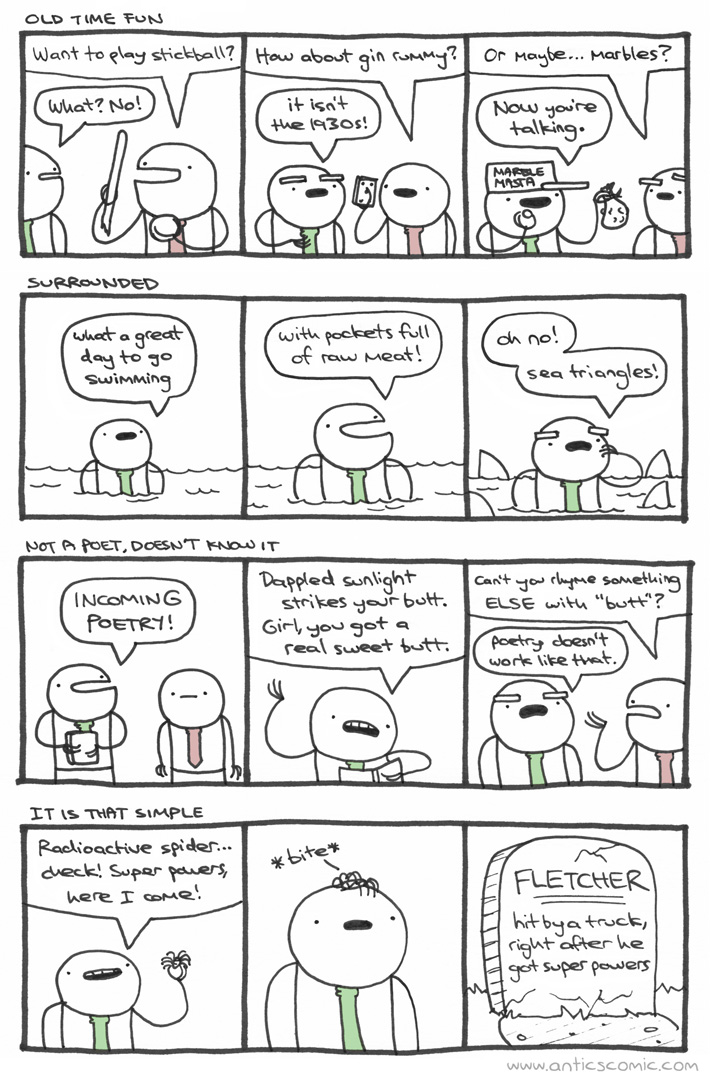 OLD TIME FUN
Want to play stickball?
What? No!
How about gin rummy?
it isn't
the 1930s!
Or maybe... marbles?
Now you're
talking.
MARBLE
MASTA
SURROUNDED
what a great
day to go
swimming
with pockets full
of raw meat!
oh no!
sea triangles!
NOT A POET, DOESN'T KNOW IT
INCOMING
POETRY!
Dappled sunlight
strikes your butt.
Girl, you got a
real sweet butt.
Can't you rhyme something
ELSE with "butt"?
Poetry doesn't
work like that.
IT IS THAT SIMPLE
Radioactive spider...
check! Super powers,
here I come!
*bite*
FLETCHER
hit by a truck,
right after he
got super powers
www.anticscomic.com